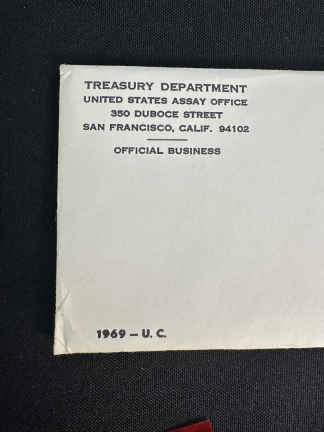 TREASURY DEPARTMENT
UNITED STATES ASSAY OFFICE
350 DUBOCE STREET
SAN FRANCISCO, CALIF. 94102
OFFICIAL BUSINESS
1969 – U. C.